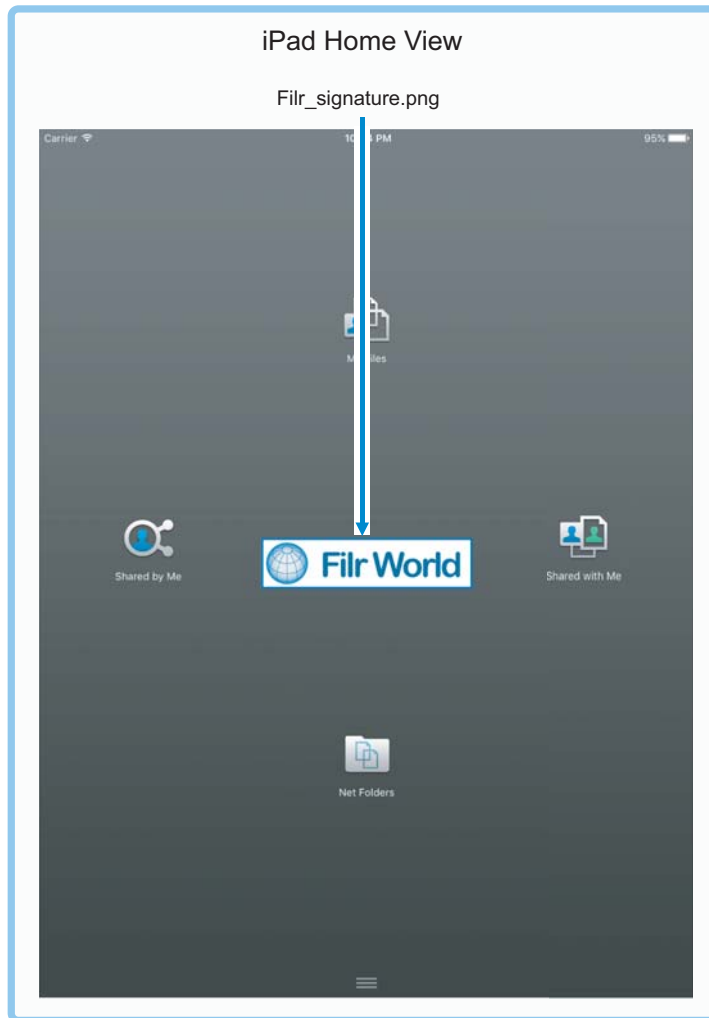 iPad Home View
Filr_signature.png
Carrier
PM
95%
Shared by Me
Filr World
Shared with Me
Net Folders